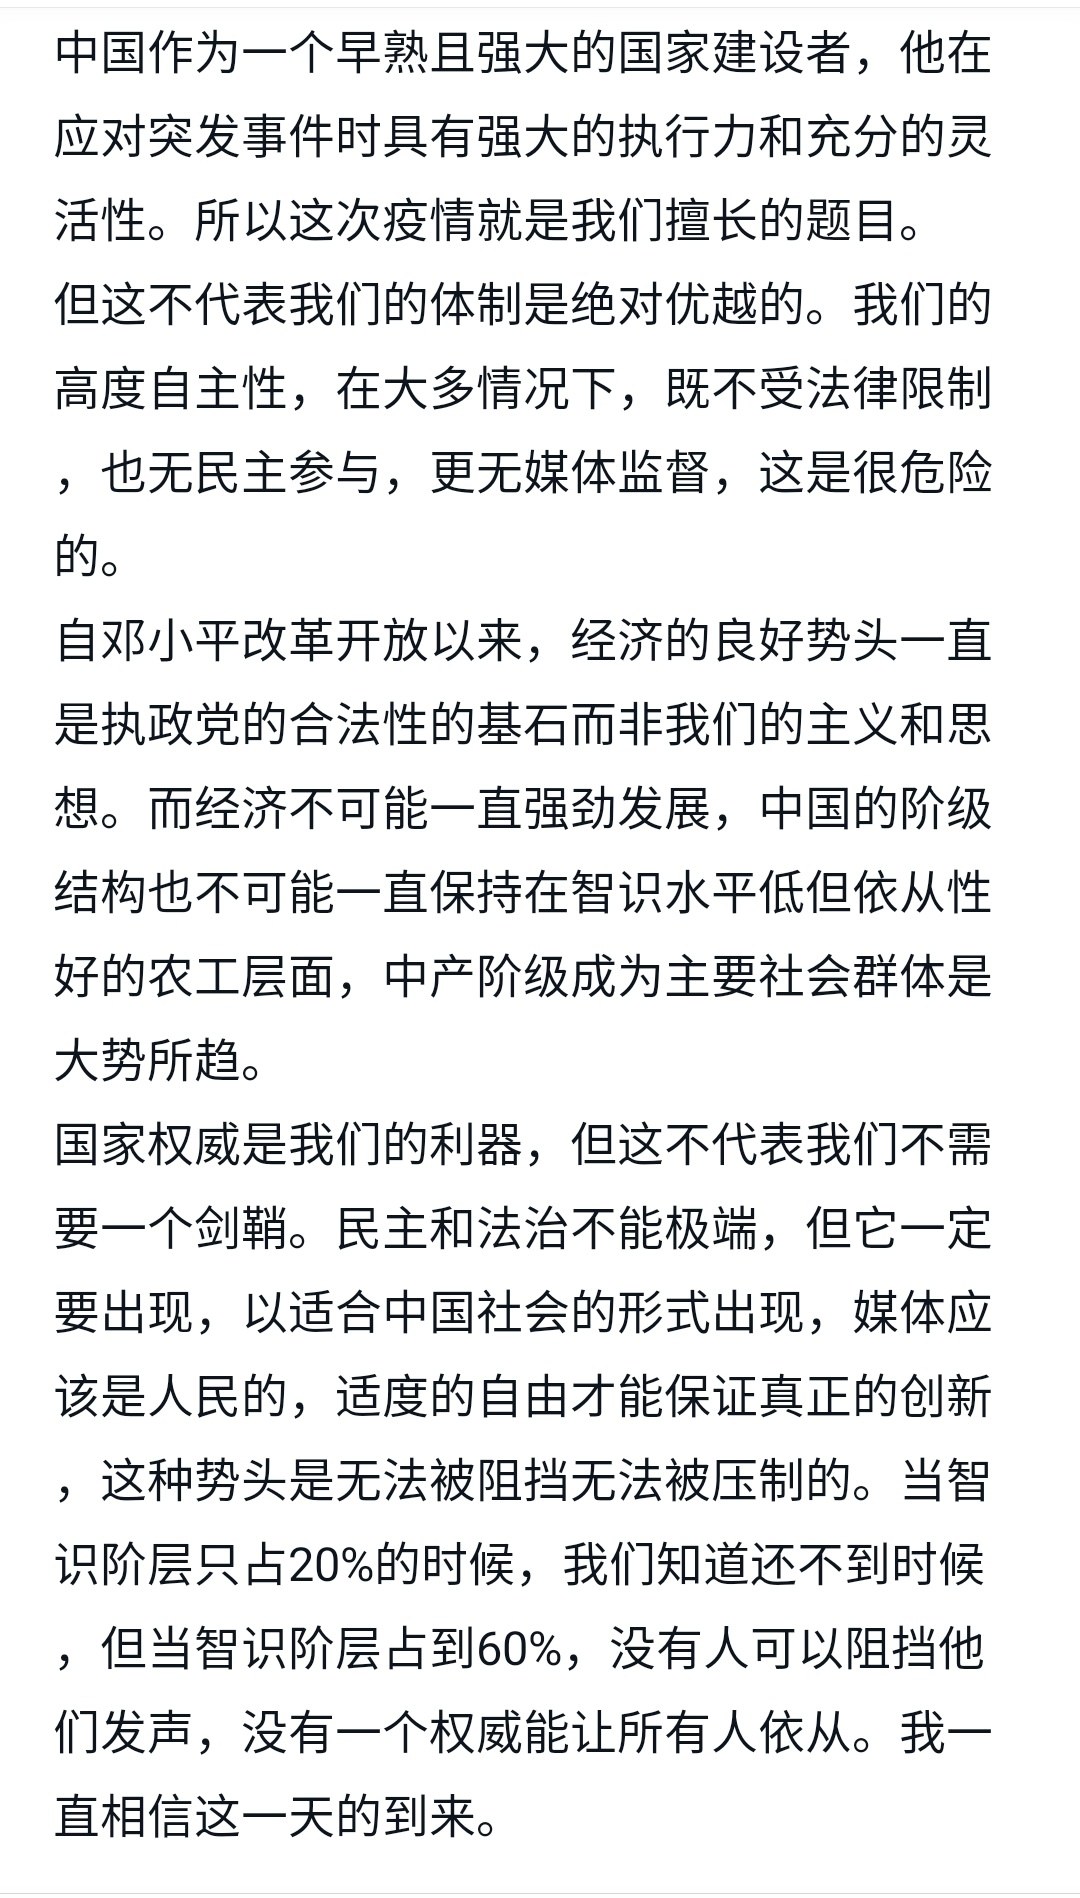 中国作为一个早熟且强大的国家建设者，他在
应对突发事件时具有强大的执行力和充分的灵
活性。所以这次疫情就是我们擅长的题目。
但这不代表我们的体制是绝对优越的。我们的
高度自主性，在大多情况下，既不受法律限制
，也无民主参与，更无媒体监督，这是很危险
的。
自邓小平改革开放以来，经济的良好势头一直
是执政党的合法性的基石而非我们的主义和思
想。而经济不可能一直强劲发展，中国的阶级
结构也不可能一直保持在智识水平低但依从性
好的农工层面，中产阶级成为主要社会群体是
大势所趋。
国家权威是我们的利器，但这不代表我们不需
要一个剑鞘。民主和法治不能极端，但它一定
要出现，以适合中国社会的形式出现，媒体应
该是人民的，适度的自由才能保证真正的创新
，这种势头是无法被阻挡无法被压制的。当智
识阶层只占20%的时候，我们知道还不到时候
，但当智识阶层占到60%，没有人可以阻挡他
们发声，没有一个权威能让所有人依从。我一
直相信这一天的到来。